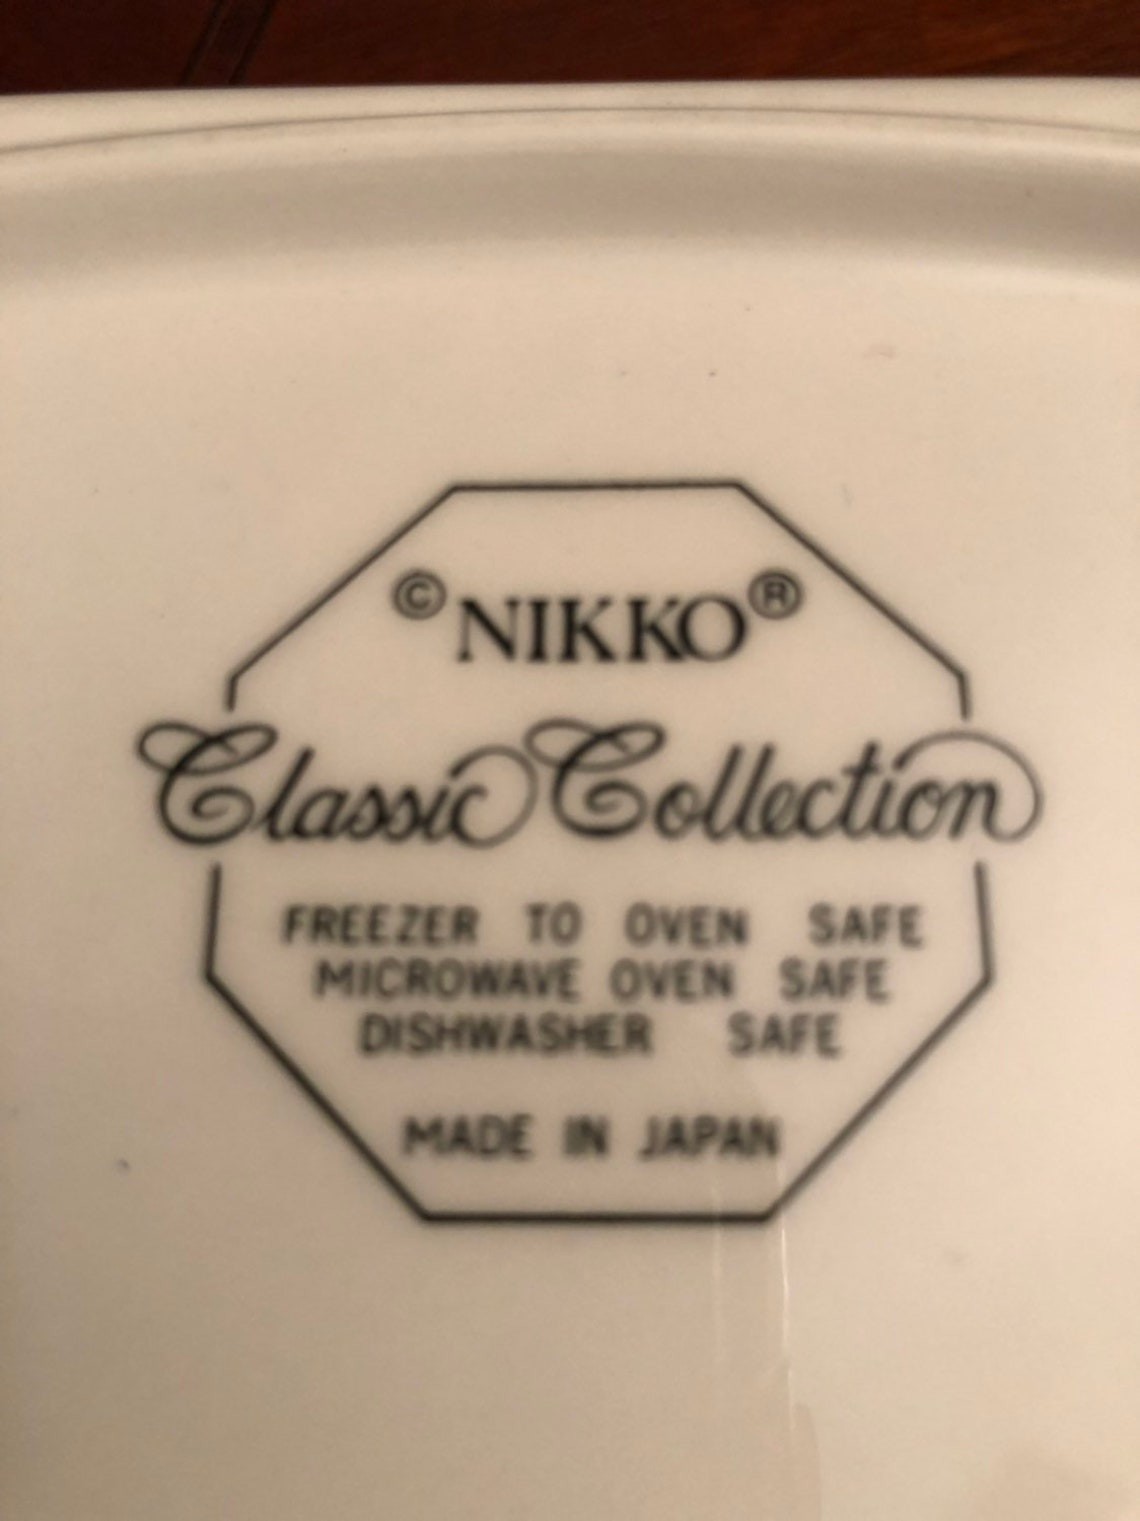 ©NIKKO®
Classic Collection
FREEZER TO OVEN SAFE
MICROWAVE OVEN SAFE
DISHWASHER SAFE
MADE IN JAPAN